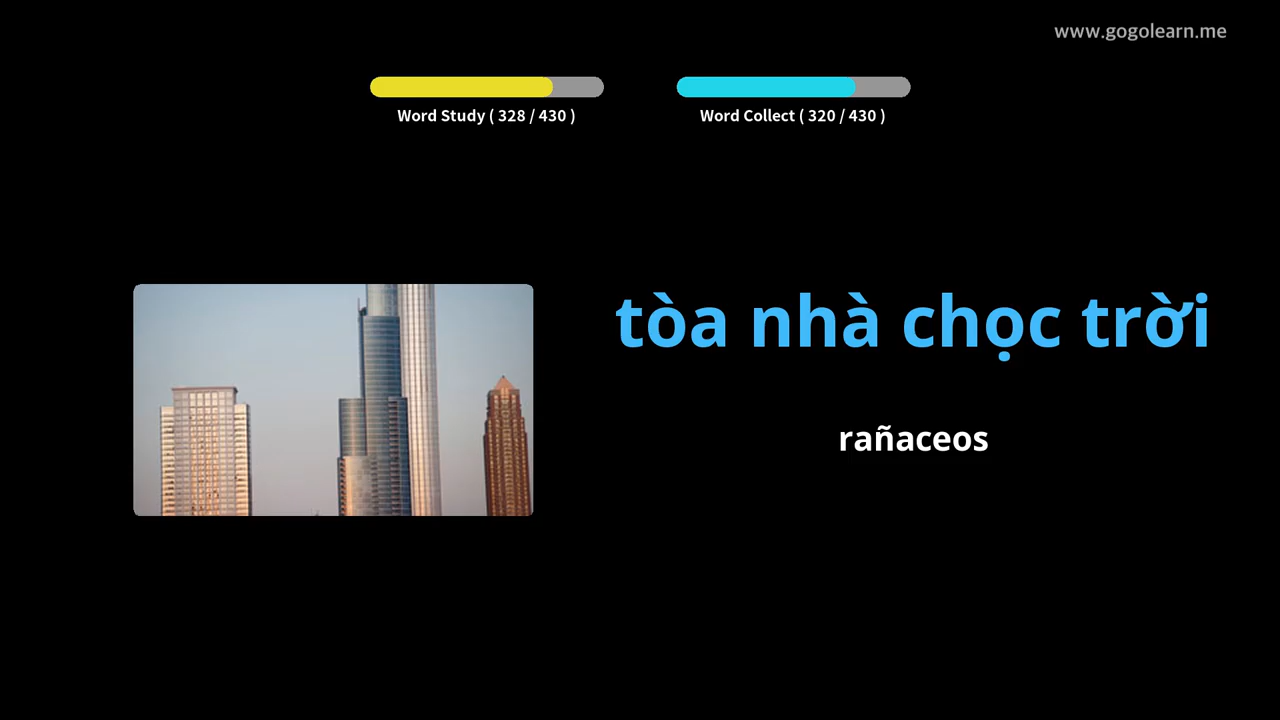 www.gogolearn.me
Word Study ( 328 / 430 )
Word Collect ( 320 / 430 )
tòa nhà chọc trời
rañaceos